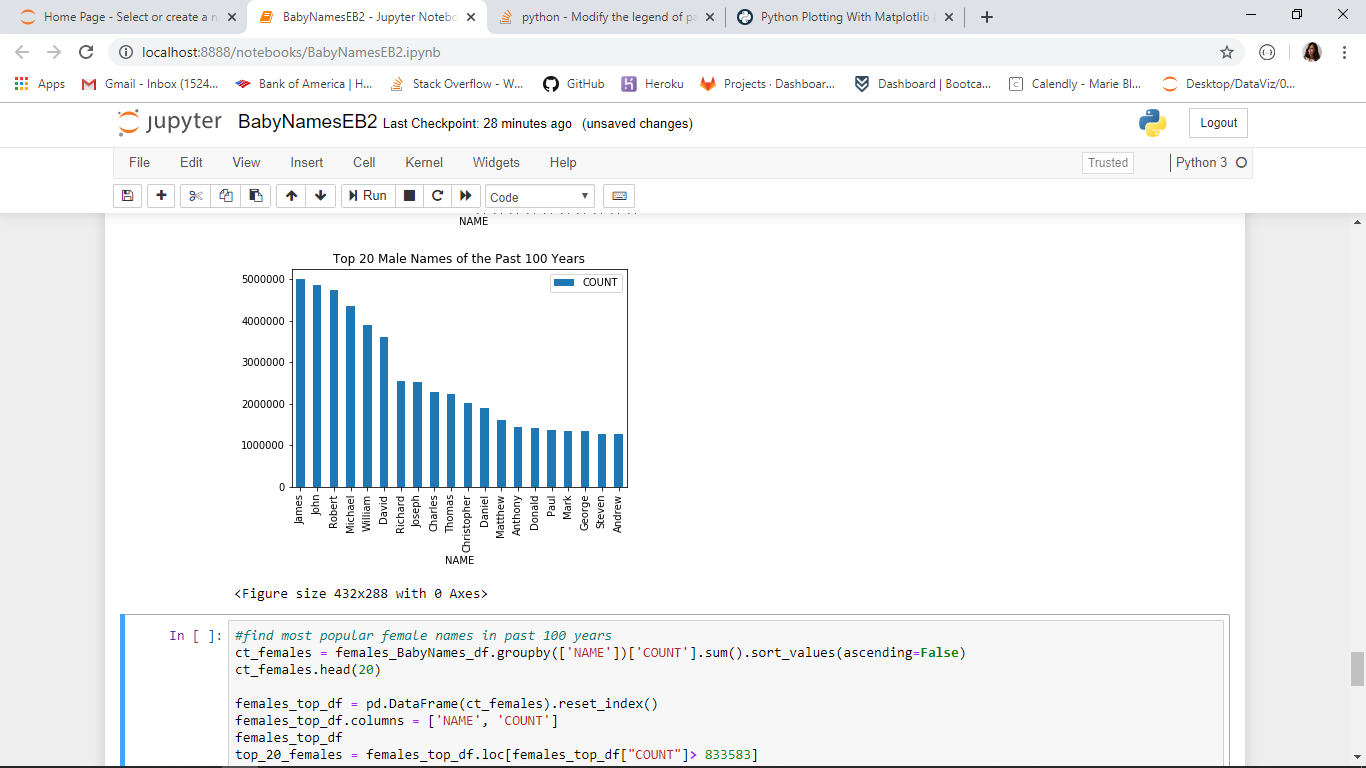 Home Page - Select or create a n
BabyNamesEB2 - Jupyter Notebo
python - Modify the legend of pa
Python Plotting With Matplotlib (
localhost:8888/notebooks/BabyNamesEB2.ipynb
Apps
Gmail - Inbox (1524...
Bank of America | H...
Stack Overflow - W...
GitHub
Heroku
Projects · Dashboar...
Dashboard | Bootca...
Calendly - Marie Bl...
Desktop/DataViz/0...
jupyter BabyNamesEB2 Last Checkpoint: 28 minutes ago (unsaved changes)
Logout
File Edit View Insert Cell Kernel Widgets Help
Trusted
Python 3
Run
Code
NAME
Top 20 Male Names of the Past 100 Years
COUNT
5000000
4000000
3000000
2000000
1000000
0
James
John
Robert
Michael
William
David
Richard
Joseph
Charles
Thomas
Christopher
Daniel
Matthew
Anthony
Donald
Paul
Mark
George
Steven
Andrew
NAME
<Figure size 432x288 with 0 Axes>
In [ ]:
#find most popular female names in past 100 years
ct_females = females_BabyNames_df.groupby(['NAME'])['COUNT'].sum().sort_values(ascending=False)
ct_females.head(20)
females_top_df = pd.DataFrame(ct_females).reset_index()
females_top_df.columns = ['NAME', 'COUNT']
females_top_df
top_20_females = females_top_df.loc[females_top_df["COUNT"]> 833583]